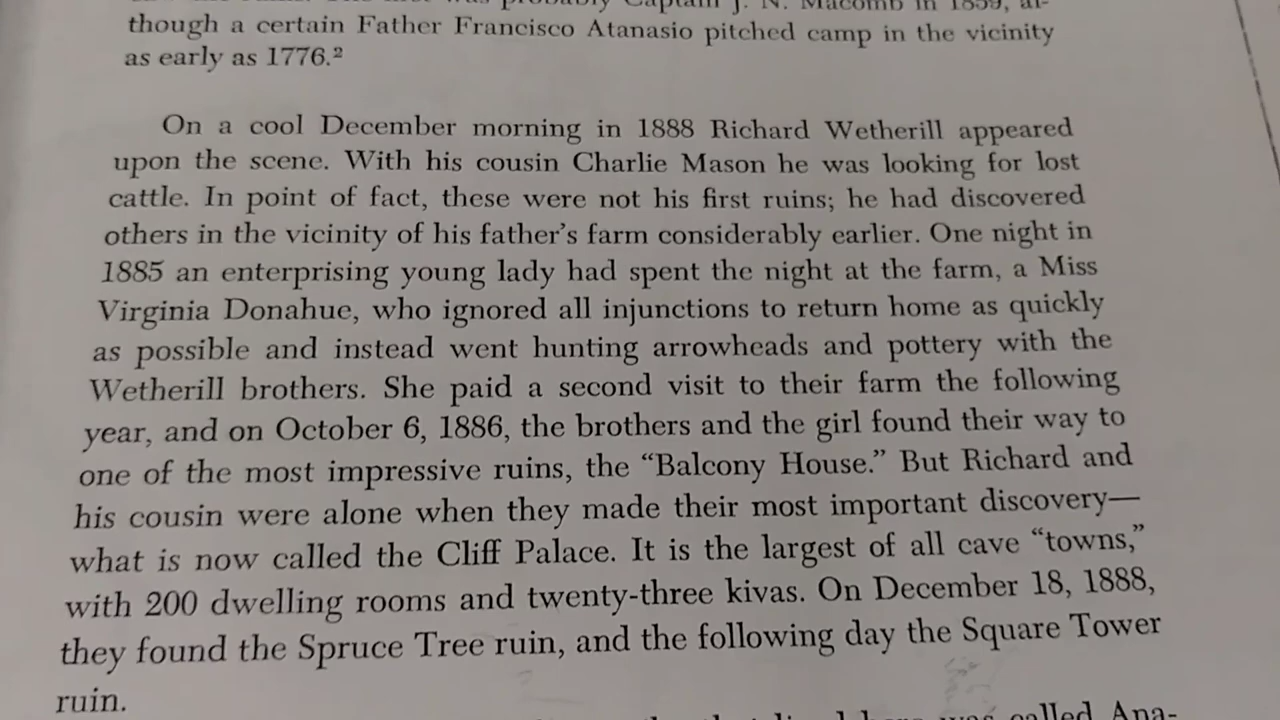 probably Captain J. N. Macomb in 1859, al-
though a certain Father Francisco Atanasio pitched camp in the vicinity
as early as 1776.²
On a cool December morning in 1888 Richard Wetherill appeared
upon the scene. With his cousin Charlie Mason he was looking for lost
cattle. In point of fact, these were not his first ruins; he had discovered
others in the vicinity of his father's farm considerably earlier. One night in
1885 an enterprising young lady had spent the night at the farm, a Miss
Virginia Donahue, who ignored all injunctions to return home as quickly
as possible and instead went hunting arrowheads and pottery with the
Wetherill brothers. She paid a second visit to their farm the following
year, and on October 6, 1886, the brothers and the girl found their way to
one of the most impressive ruins, the “Balcony House.” But Richard and
his cousin were alone when they made their most important discovery—
what is now called the Cliff Palace. It is the largest of all cave “towns,”
with 200 dwelling rooms and twenty-three kivas. On December 18, 1888,
they found the Spruce Tree ruin, and the following day the Square Tower
ruin.
was called Ana-